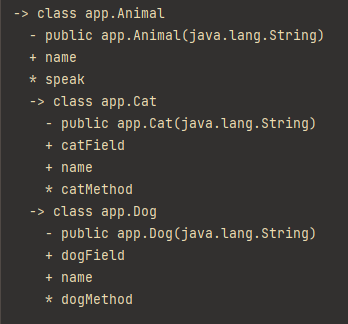 -> class app.Animal
  - public app.Animal(java.lang.String)
  + name
  * speak
  -> class app.Cat
    - public app.Cat(java.lang.String)
    + catField
    + name
    * catMethod
  -> class app.Dog
    - public app.Dog(java.lang.String)
    + dogField
    + name
    * dogMethod